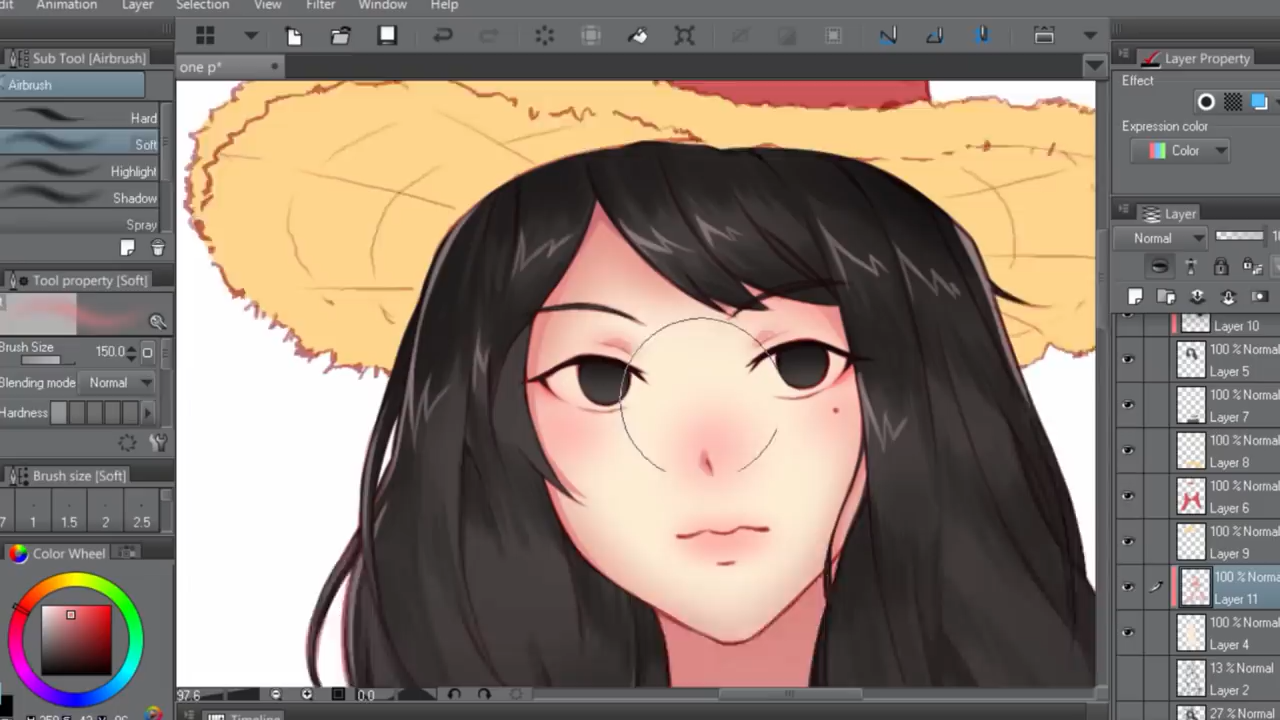 Animation Layer Selection View Filter Window Help
Sub Tool [Airbrush]
Airbrush
Hard
Soft
Highlight
Shadow
Spray
Tool property [Soft]
Brush Size 150.0
Blending mode Normal
Hardness
Brush size [Soft]
7 1 1.5 2 2.5
Color Wheel
one p*
97.6 0.0
Timeline
Layer Property
Effect
Expression color
Color
Layer
Normal
Layer 10
100 % Normal
Layer 5
100 % Normal
Layer 7
100 % Normal
Layer 8
100 % Normal
Layer 6
100 % Normal
Layer 9
100 % Normal
Layer 11
100 % Normal
Layer 4
13 % Normal
Layer 2
27 % Normal